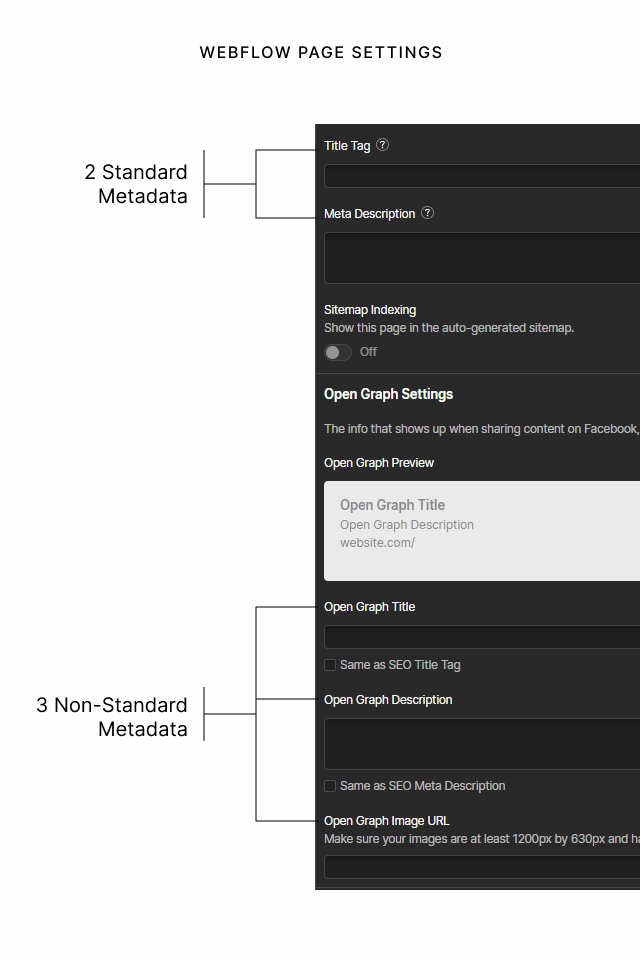 WEBFLOW PAGE SETTINGS
2 Standard
Metadata
Title Tag ?
Meta Description ?
Sitemap Indexing
Show this page in the auto-generated sitemap.
Off
Open Graph Settings
The info that shows up when sharing content on Facebook,
Open Graph Preview
Open Graph Title
Open Graph Description
website.com/
3 Non-Standard
Metadata
Open Graph Title
Same as SEO Title Tag
Open Graph Description
Same as SEO Meta Description
Open Graph Image URL
Make sure your images are at least 1200px by 630px and